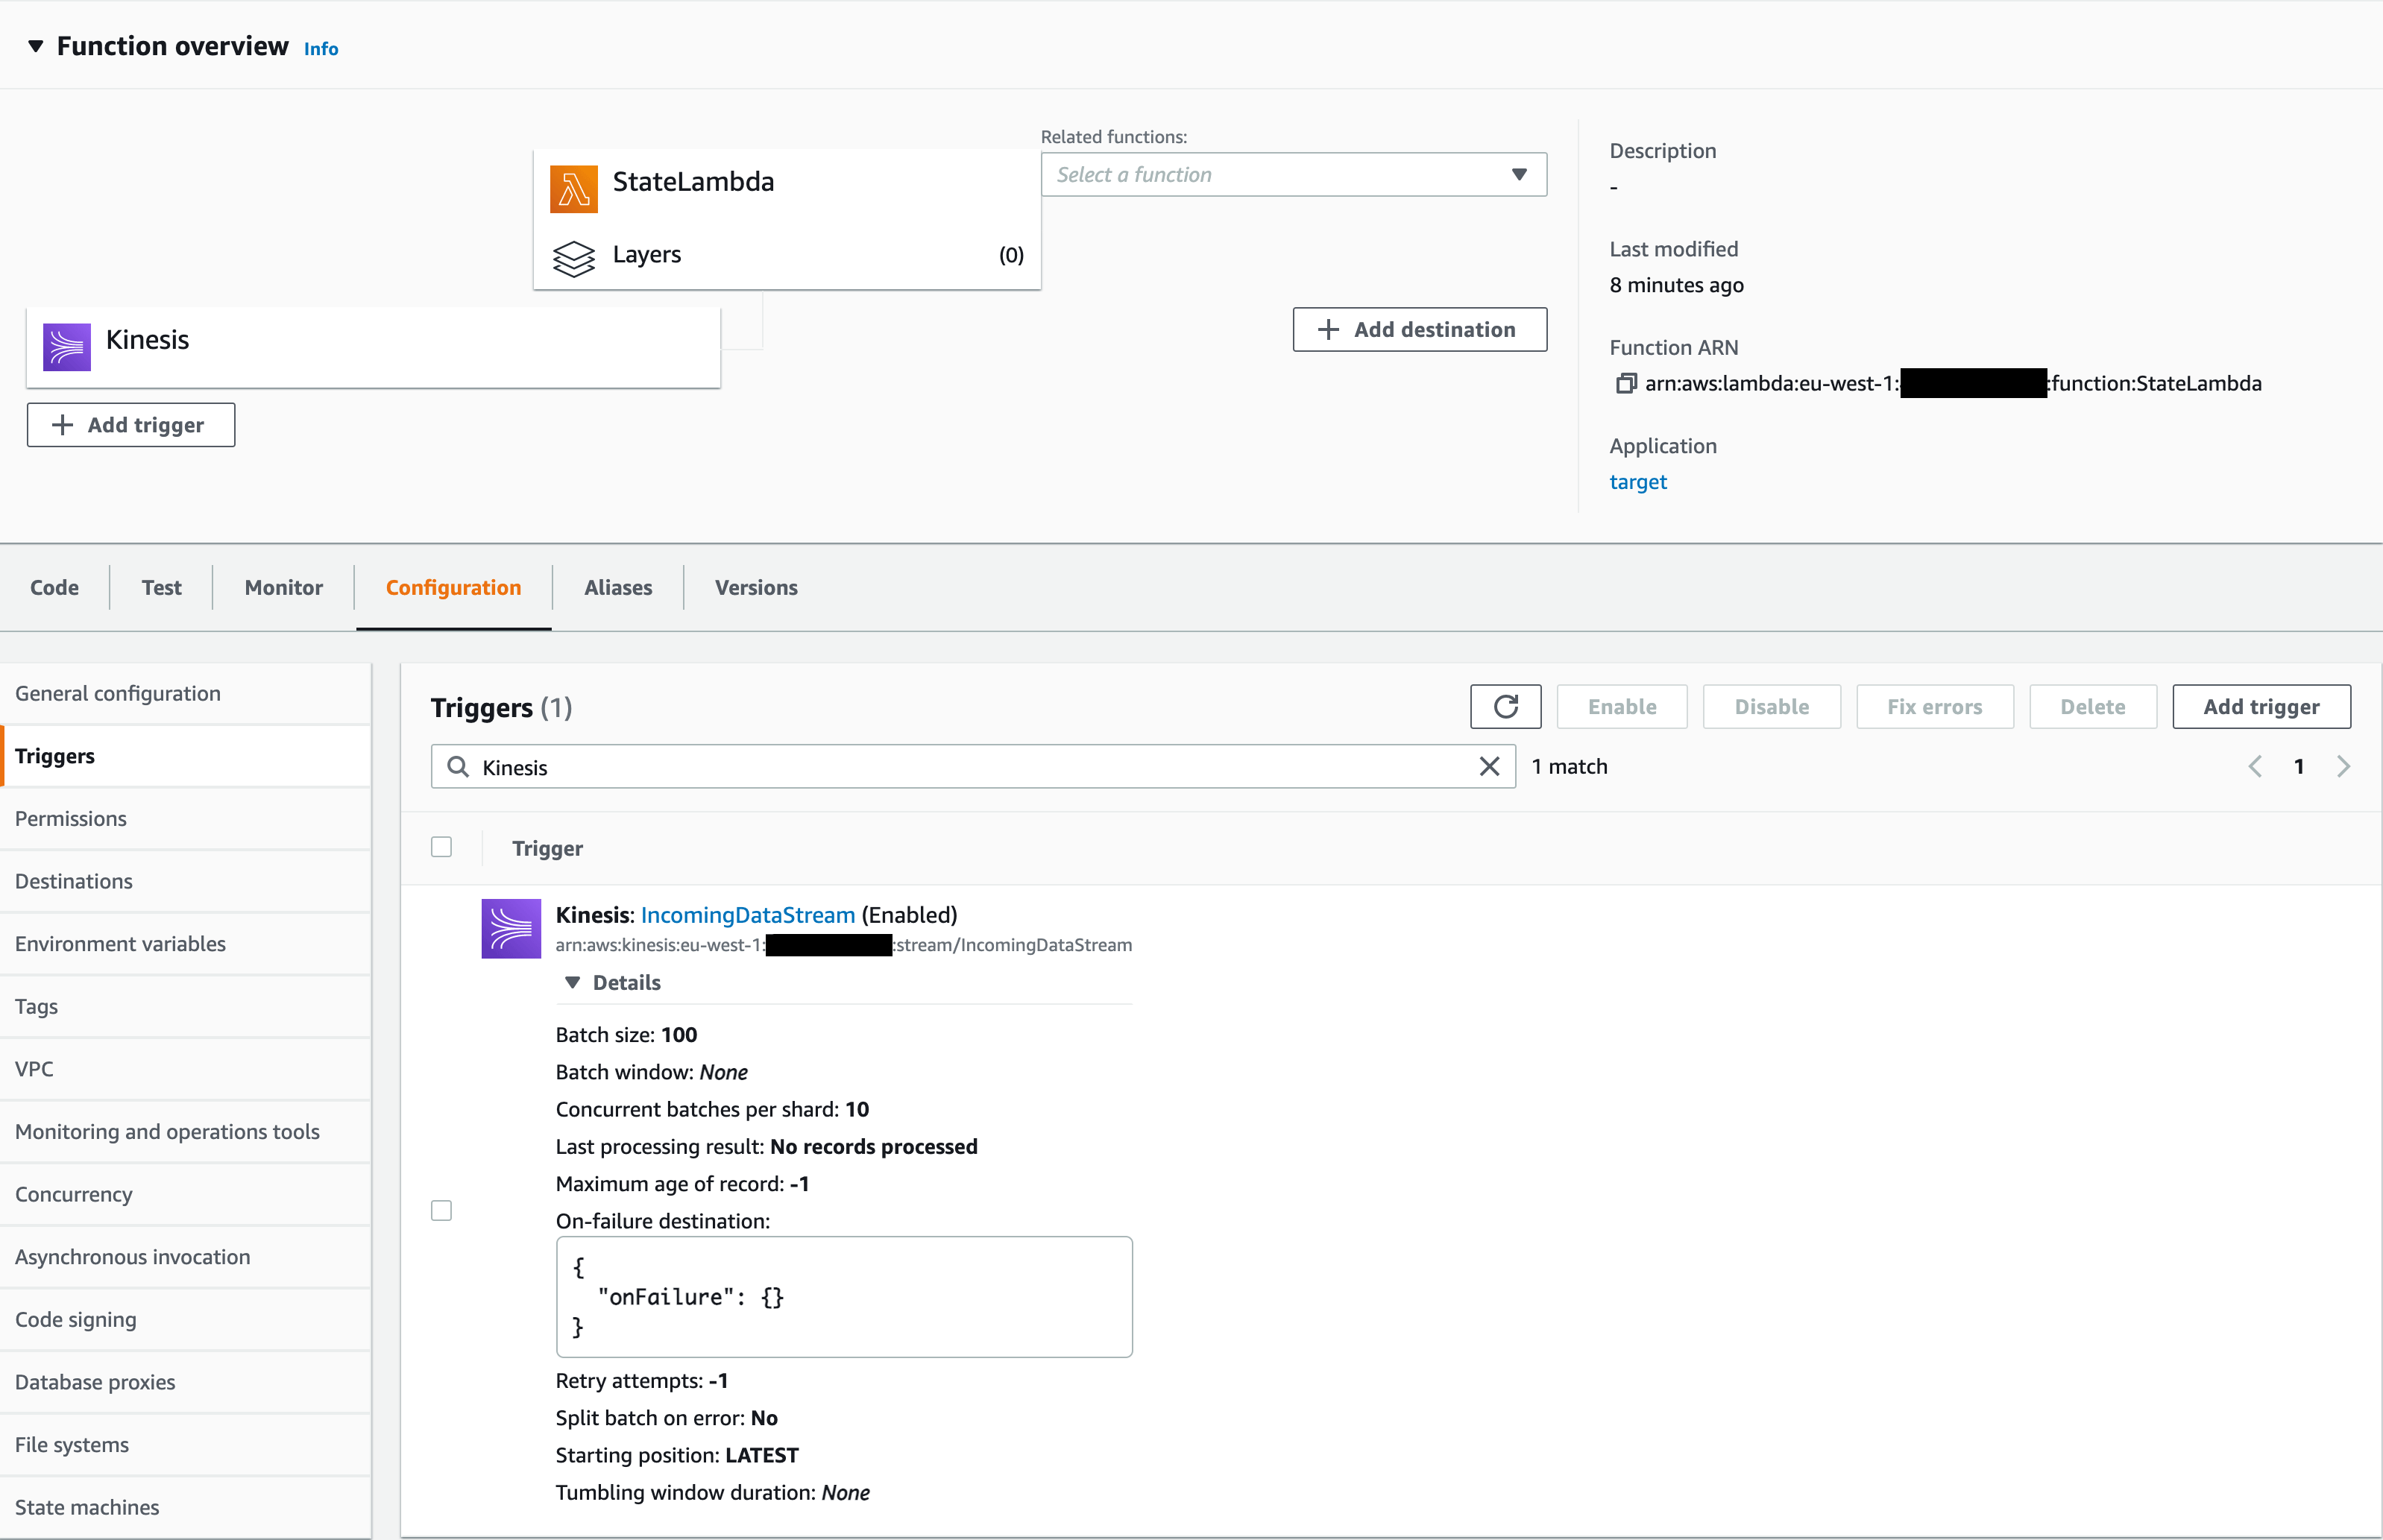 Function overview Info
Related functions:
Select a function
StateLambda
Layers (0)
Kinesis
+ Add destination
+ Add trigger
Description
-
Last modified
8 minutes ago
Function ARN
arn:aws:lambda:eu-west-1: :function:StateLambda
Application
target
Code Test Monitor Configuration Aliases Versions
General configuration
Triggers
Permissions
Destinations
Environment variables
Tags
VPC
Monitoring and operations tools
Concurrency
Asynchronous invocation
Code signing
Database proxies
File systems
State machines
Triggers (1)
Enable Disable Fix errors Delete Add trigger
Kinesis
1 match
1
Trigger
Kinesis: IncomingDataStream (Enabled)
arn:aws:kinesis:eu-west-1: :stream/IncomingDataStream
Details
Batch size: 100
Batch window: None
Concurrent batches per shard: 10
Last processing result: No records processed
Maximum age of record: -1
On-failure destination:
{
"onFailure": {}
}
Retry attempts: -1
Split batch on error: No
Starting position: LATEST
Tumbling window duration: None